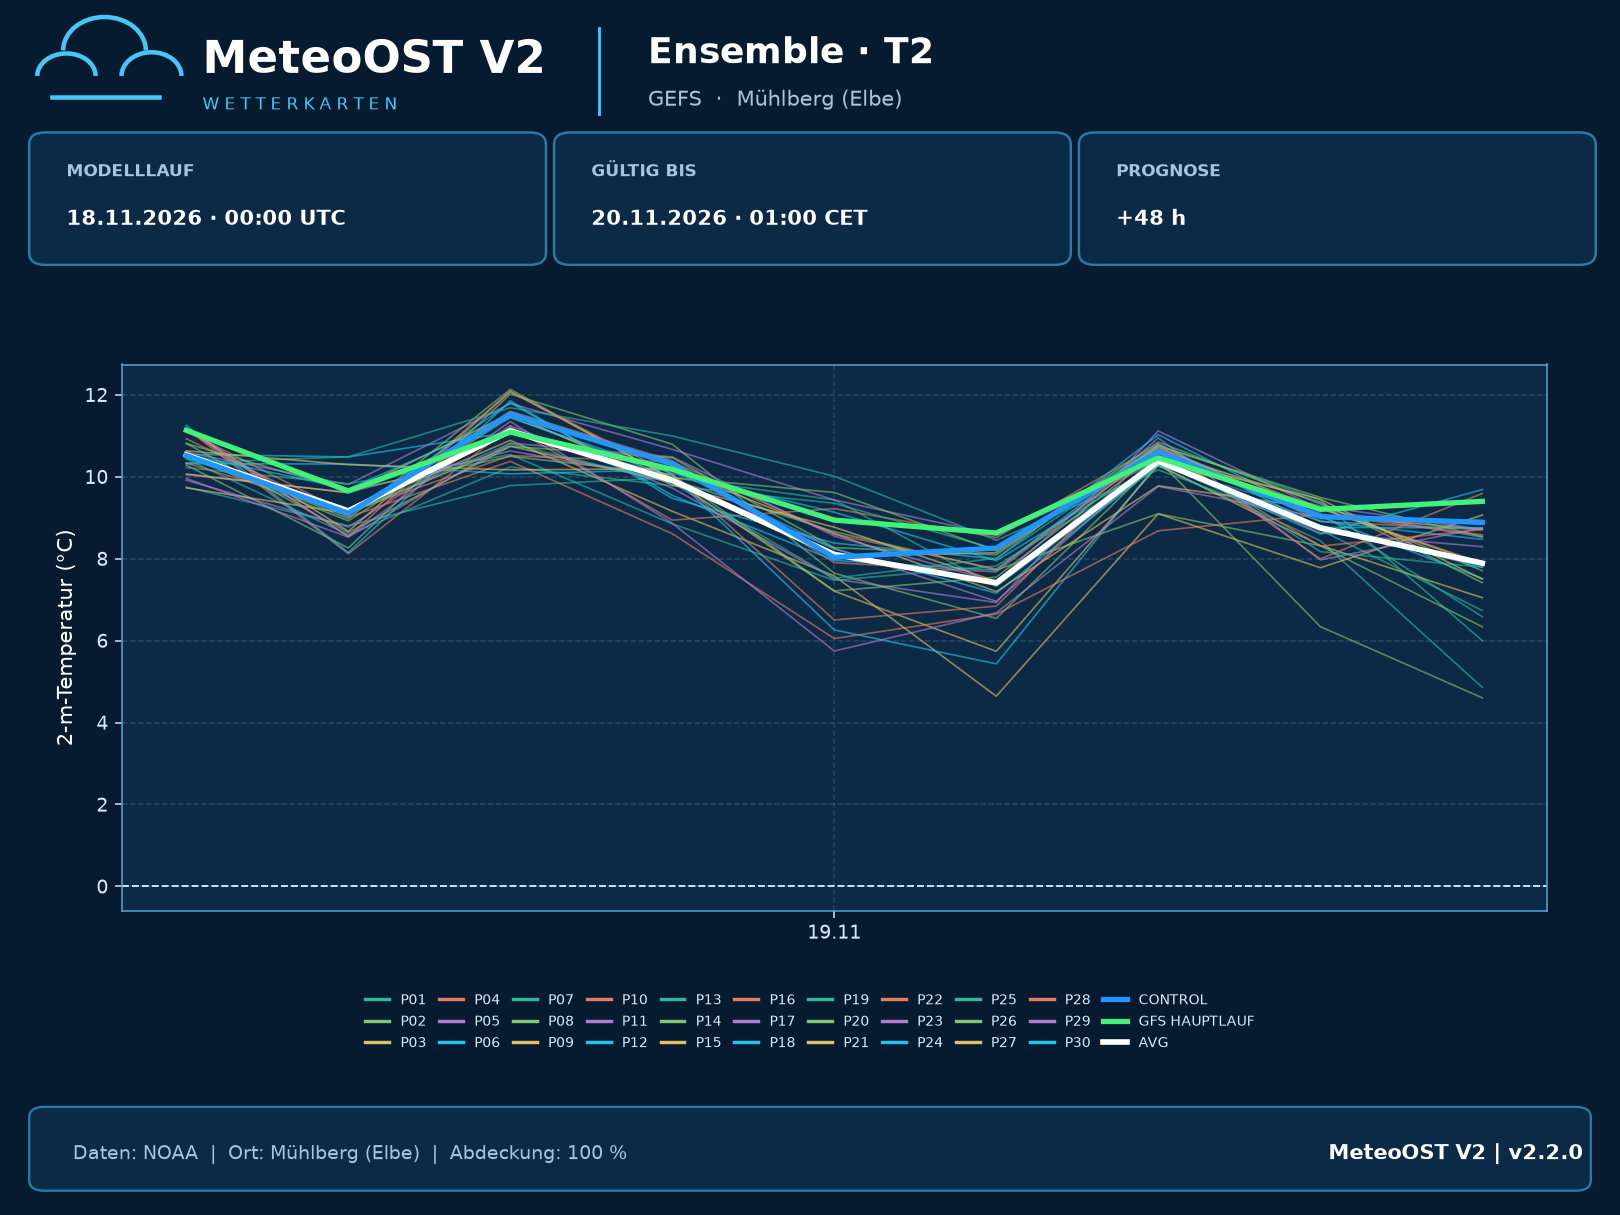 MeteoOST V2
WETTERKARTEN
Ensemble · T2
GEFS · Mühlberg (Elbe)
MODELLLAUF
18.11.2026 · 00:00 UTC
GÜLTIG BIS
20.11.2026 · 01:00 CET
PROGNOSE
+48 h
2-m-Temperatur (°C)
12
10
8
6
4
2
0
19.11
P01 P04 P07 P10 P13 P16 P19 P22 P25 P28 CONTROL
P02 P05 P08 P11 P14 P17 P20 P23 P26 P29 GFS HAUPTLAUF
P03 P06 P09 P12 P15 P18 P21 P24 P27 P30 AVG
Daten: NOAA | Ort: Mühlberg (Elbe) | Abdeckung: 100 %
MeteoOST V2 | v2.2.0